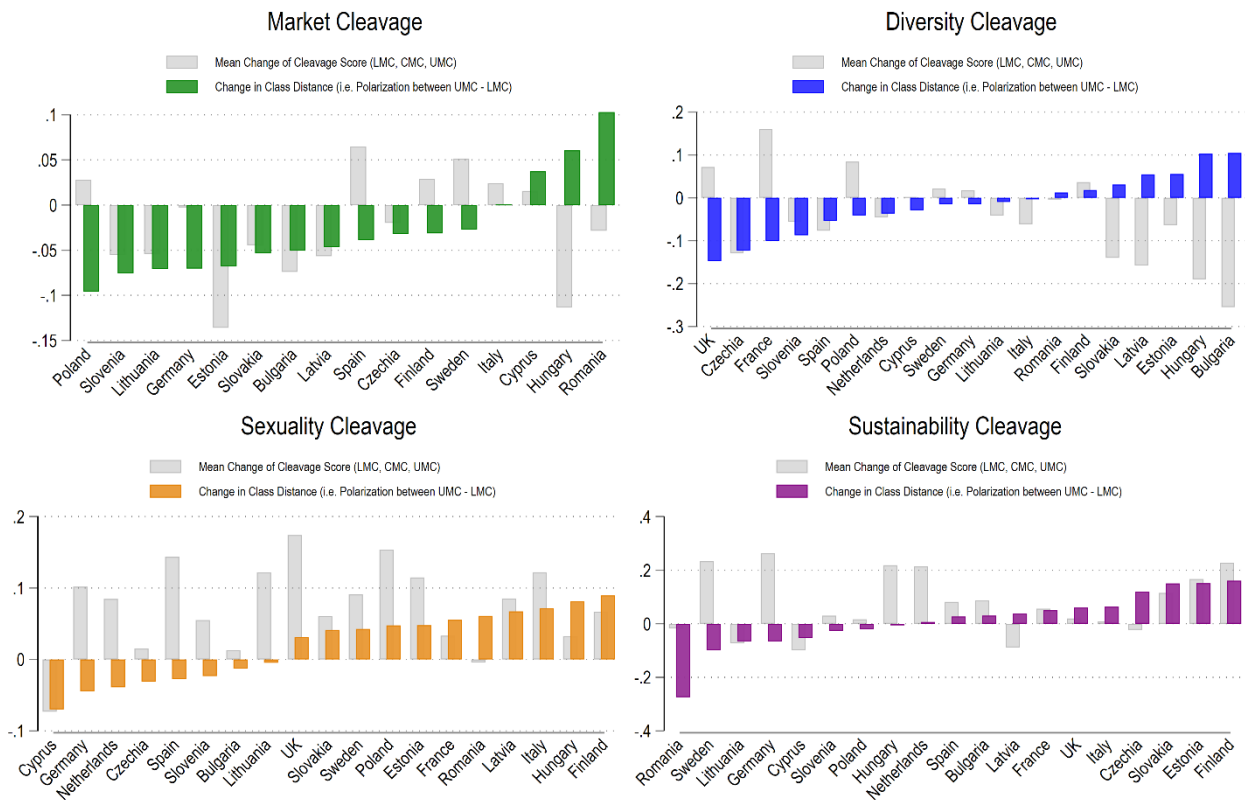 Market Cleavage
Mean Change of Cleavage Score (LMC, CMC, UMC)
Change in Class Distance (i.e. Polarization between UMC - LMC)
.1
.05
0
-.05
-.1
-.15
Poland
Slovenia
Lithuania
Germany
Estonia
Slovakia
Bulgaria
Latvia
Spain
Czechia
Finland
Sweden
Italy
Cyprus
Hungary
Romania
Diversity Cleavage
Mean Change of Cleavage Score (LMC, CMC, UMC)
Change in Class Distance (i.e. Polarization between UMC - LMC)
.2
.1
0
-.1
-.2
-.3
UK
Czechia
France
Slovenia
Spain
Poland
Netherlands
Cyprus
Sweden
Germany
Lithuania
Italy
Romania
Finland
Slovakia
Latvia
Estonia
Hungary
Bulgaria
Sexuality Cleavage
Mean Change of Cleavage Score (LMC, CMC, UMC)
Change in Class Distance (i.e. Polarization between UMC - LMC)
.2
.1
0
-.1
Cyprus
Germany
Netherlands
Czechia
Spain
Slovenia
Bulgaria
Lithuania
UK
Slovakia
Sweden
Poland
Estonia
France
Romania
Latvia
Italy
Hungary
Finland
Sustainability Cleavage
Mean Change of Cleavage Score (LMC, CMC, UMC)
Change in Class Distance (i.e. Polarization between UMC - LMC)
.4
.2
0
-.2
-.4
Romania
Sweden
Lithuania
Germany
Cyprus
Slovenia
Poland
Hungary
Netherlands
Spain
Bulgaria
Latvia
France
UK
Italy
Czechia
Slovakia
Estonia
Finland